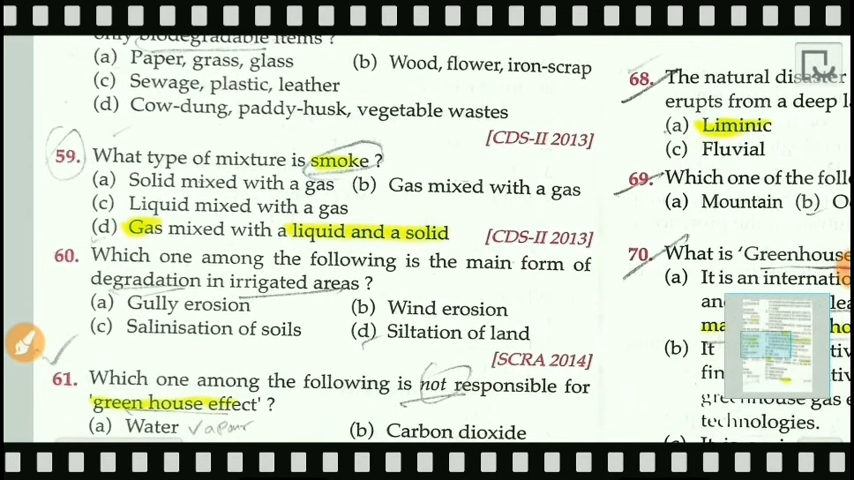 only biodegradable items ?
(a) Paper, grass, glass
(b) Wood, flower, iron-scrap
(c) Sewage, plastic, leather
(d) Cow-dung, paddy-husk, vegetable wastes
[CDS-II 2013]
59. What type of mixture is smoke ?
(a) Solid mixed with a gas (b) Gas mixed with a gas
(c) Liquid mixed with a gas
(d) Gas mixed with a liquid and a solid
[CDS-II 2013]
60. Which one among the following is the main form of
degradation in irrigated areas ?
(a) Gully erosion (b) Wind erosion
(c) Salinisation of soils (d) Siltation of land
[SCRA 2014]
61. Which one among the following is not responsible for
'green house effect' ?
(a) Water vapour (b) Carbon dioxide
68. The natural disaster
erupts from a deep
(a) Liminic
(c) Fluvial
69. Which one of the
(a) Mountain (b)
70. What is 'Greenhouse
(a) It is an
(b) It
technologies.